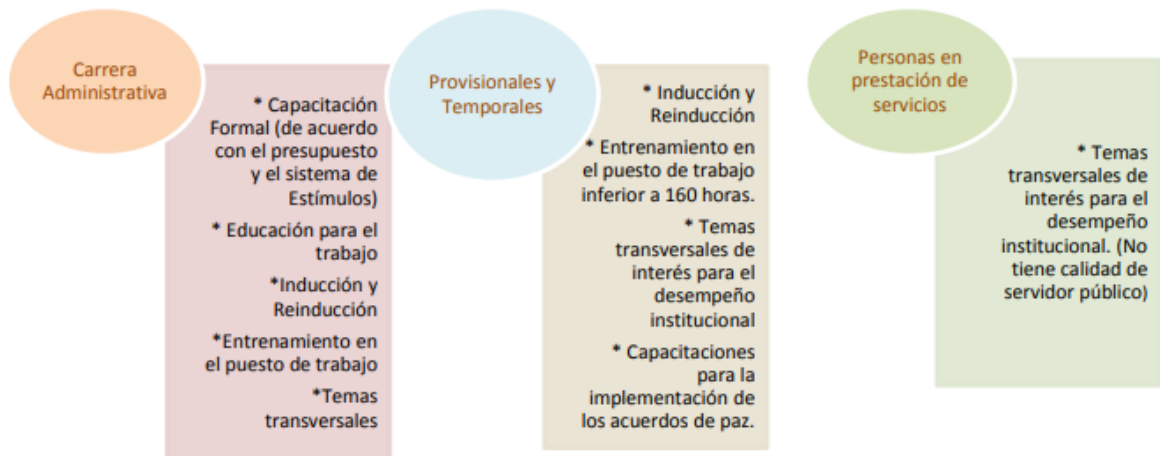 Carrera
Administrativa
* Capacitación
Formal (de acuerdo
con el presupuesto
y el sistema de
Estímulos)
* Educación para el
trabajo
*Inducción y
Reinducción
*Entrenamiento en
el puesto de trabajo
*Temas
transversales
Provisionales y
Temporales
* Inducción y
Reinducción
* Entrenamiento en
el puesto de trabajo
inferior a 160 horas.
* Temas
transversales de
interés para el
desempeño
institucional
* Capacitaciones
para la
implementación de
los acuerdos de paz.
Personas en
prestación de
servicios
* Temas
transversales de
interés para el
desempeño
institucional. (No
tiene calidad de
servidor público)